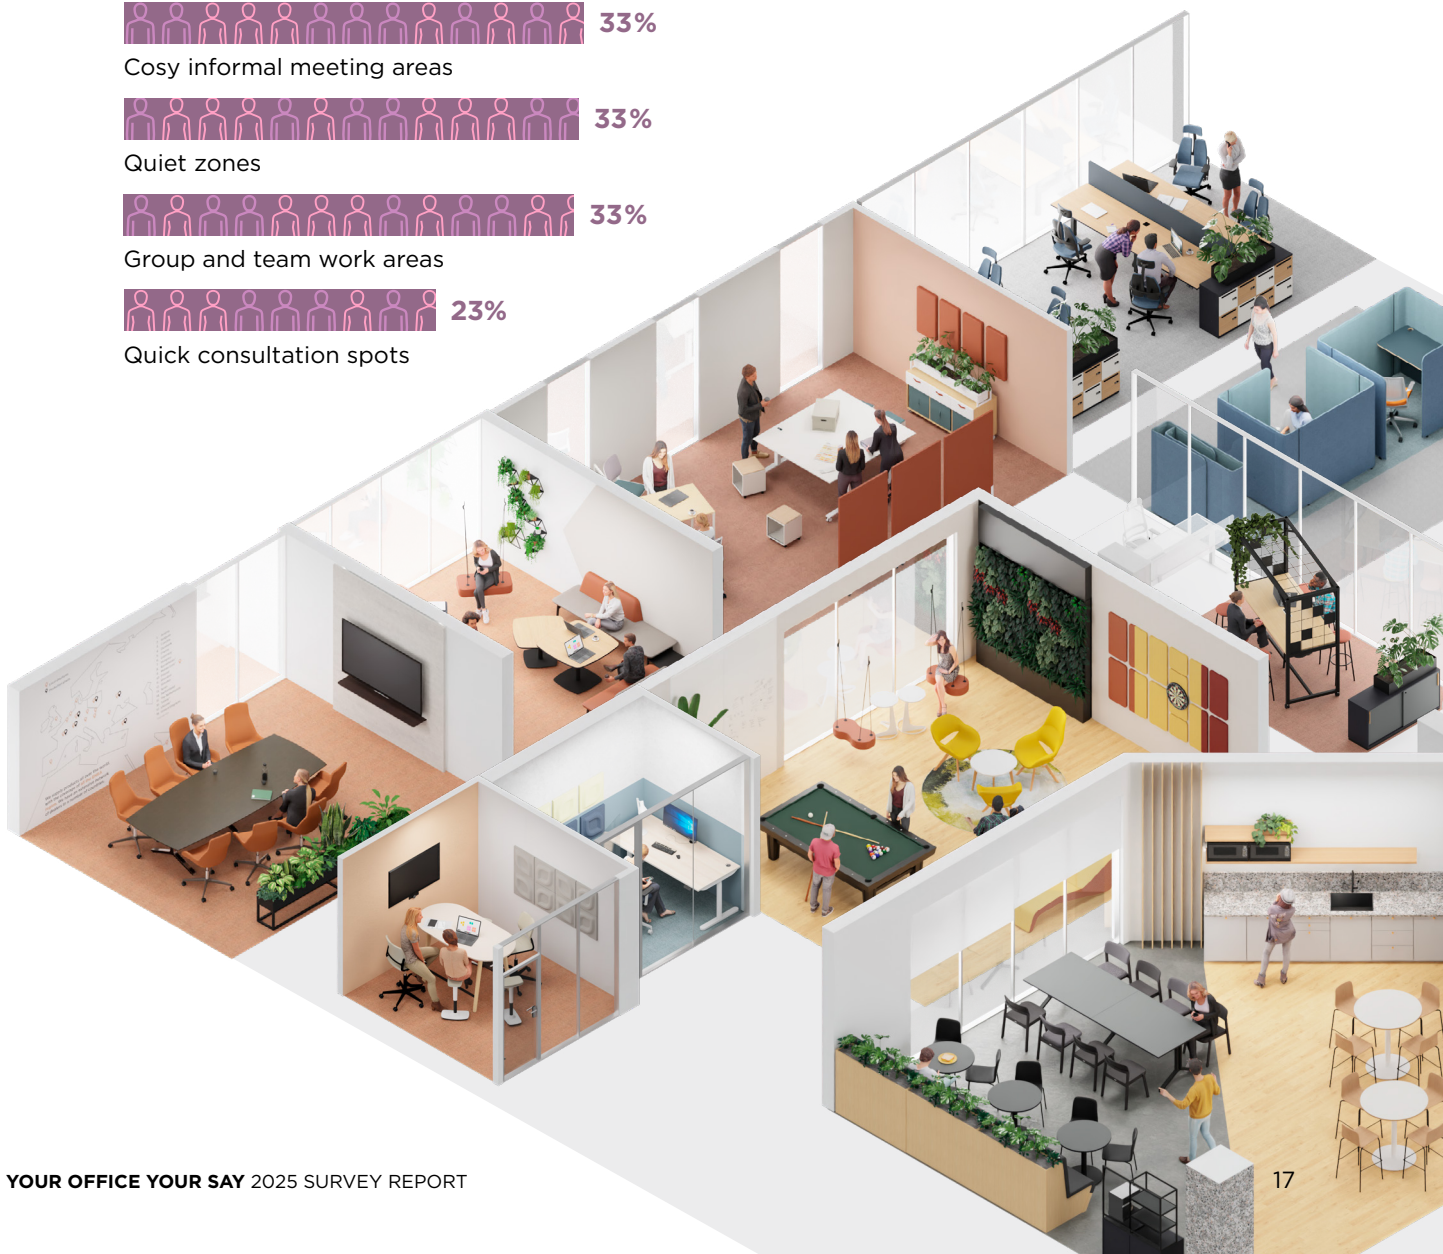 33%
Cosy informal meeting areas
33%
Quiet zones
33%
Group and team work areas
23%
Quick consultation spots
YOUR OFFICE YOUR SAY 2025 SURVEY REPORT
17